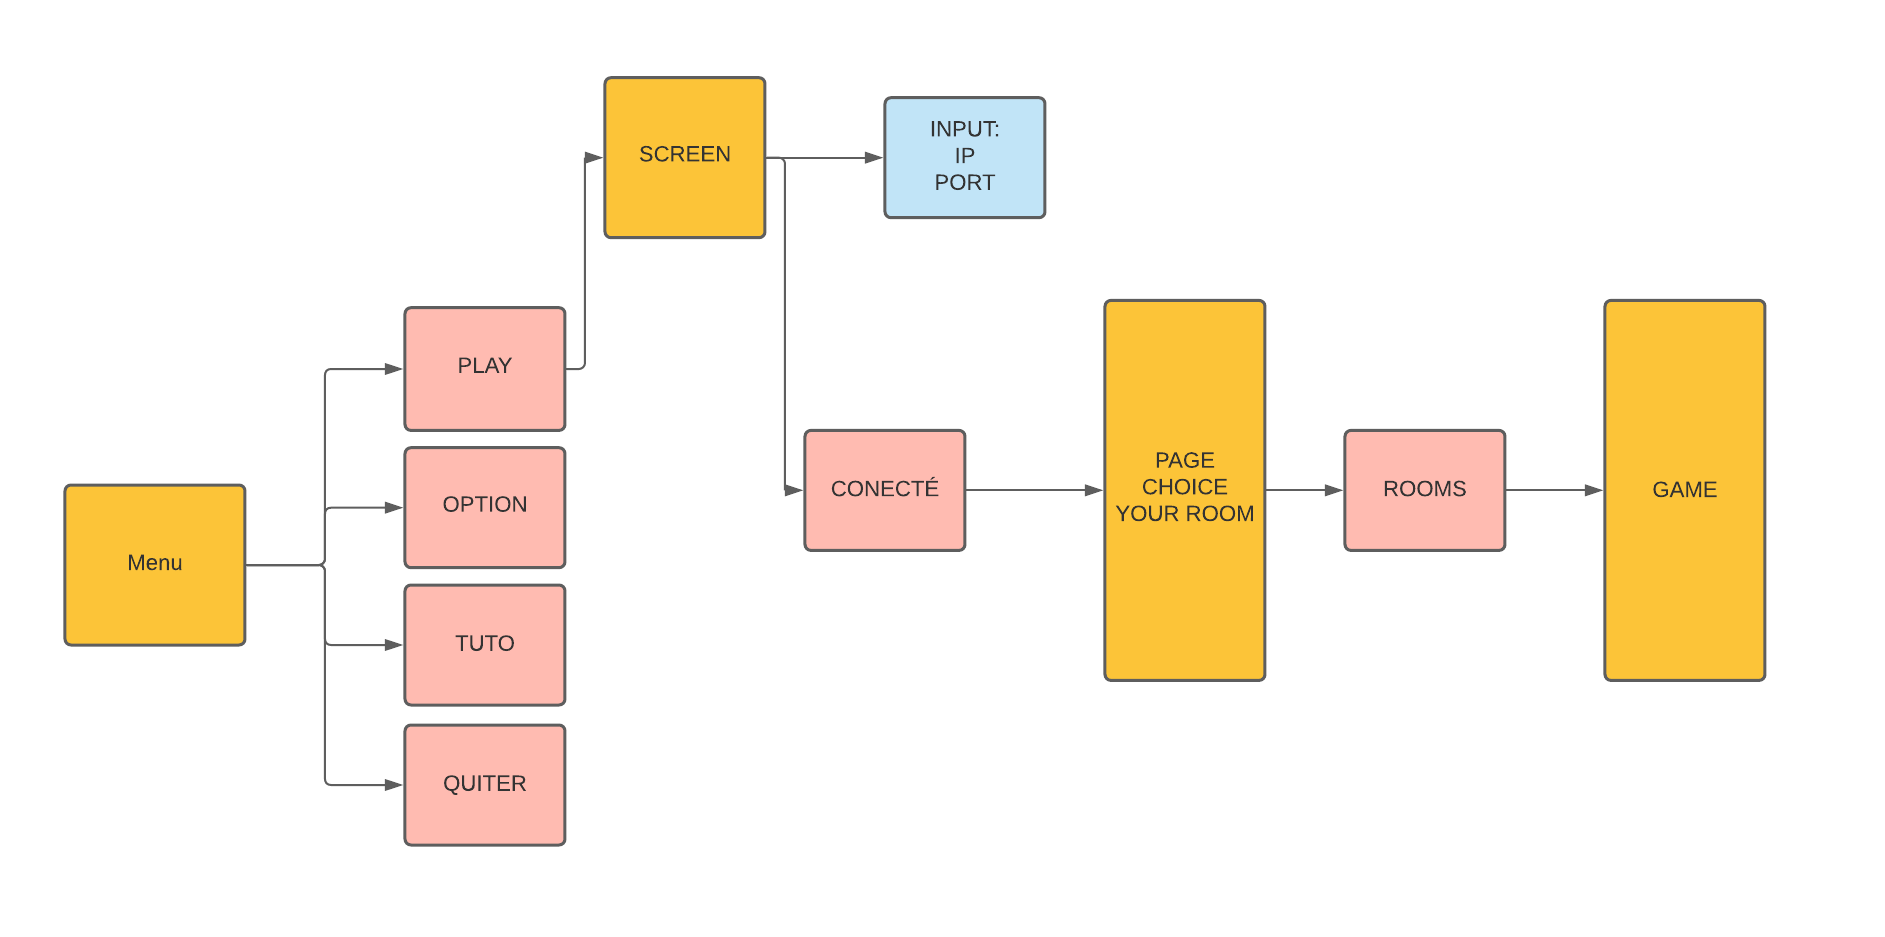 SCREEN
INPUT:
IP
PORT
PLAY
OPTION
Menu
TUTO
QUITER
CONECTÉ
PAGE
CHOICE
YOUR ROOM
ROOMS
GAME